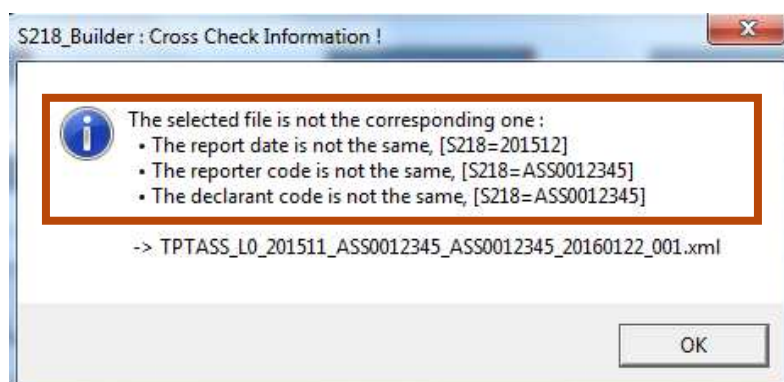 S218_Builder : Cross Check Information !
The selected file is not the corresponding one :
• The report date is not the same, [S218=201512]
• The reporter code is not the same, [S218=ASS0012345]
• The declarant code is not the same, [S218=ASS0012345]
-> TPTASS_L0_201511_ASS0012345_ASS0012345_20160122_001.xml
OK